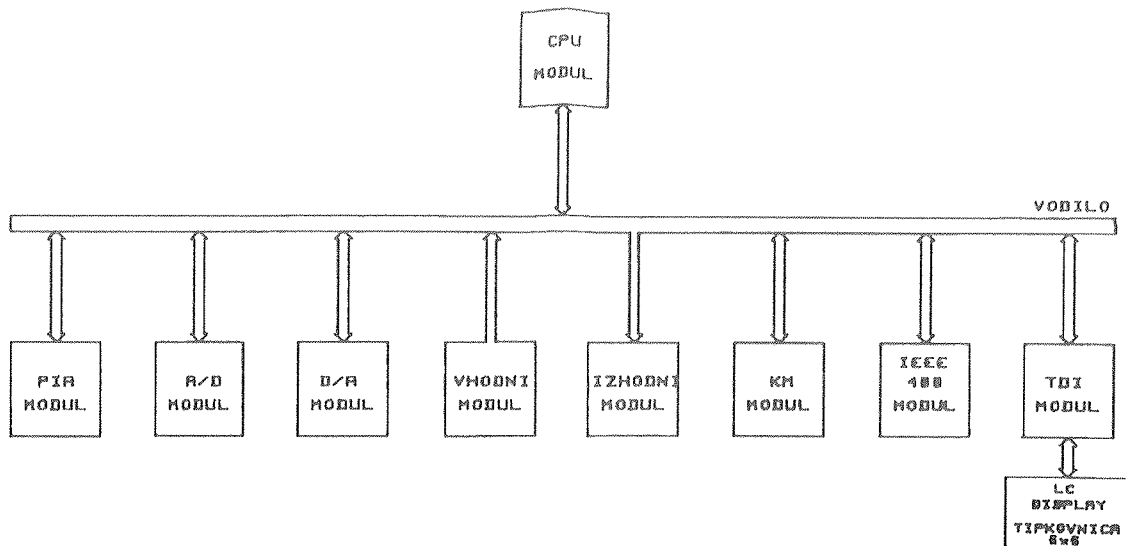 CPU
MODUL
VODILO
PIA
MODUL
A/D
MODUL
D/A
MODUL
VHODNI
MODUL
IZHODNI
MODUL
KM
MODUL
IEEE
488
MODUL
TDI
MODUL
LC
DISPLAY
TIPKOVNICA
6x6